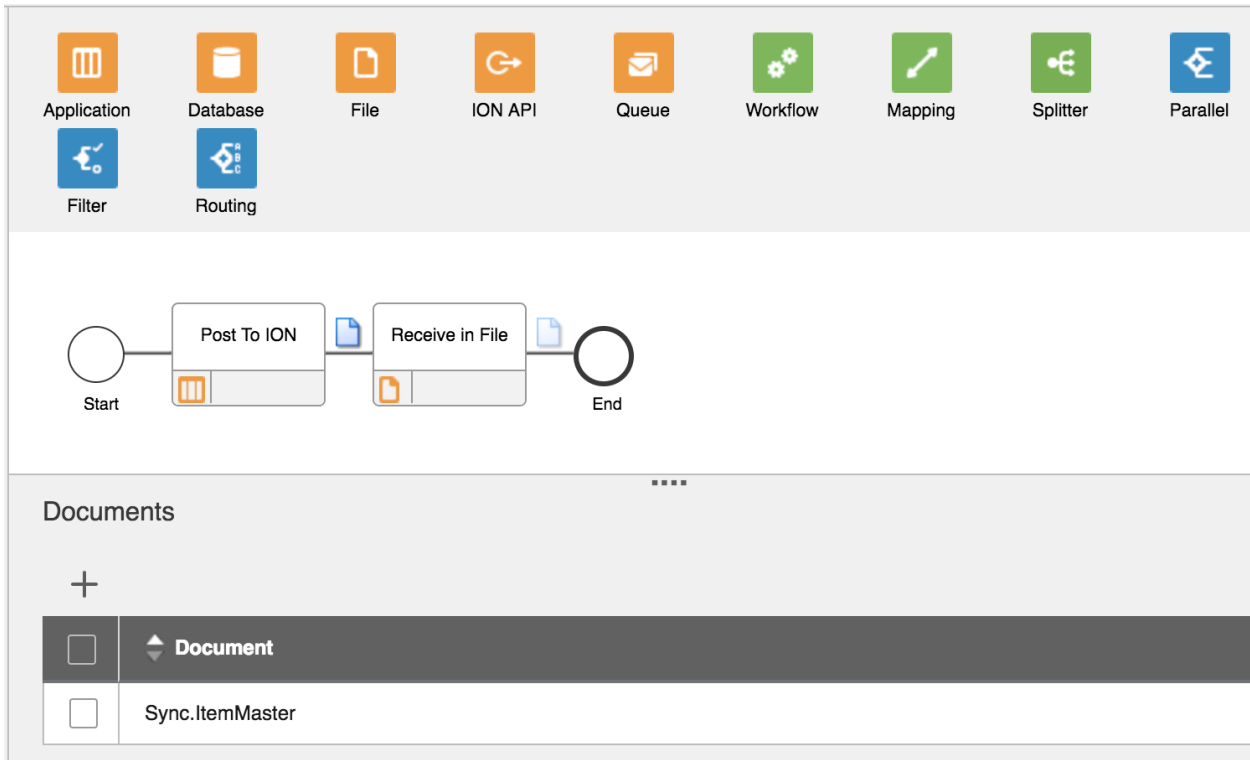 Application Database File ION API Queue Workflow Mapping Splitter Parallel
Filter Routing
Post To ION Receive in File
Start End
Documents
Document
Sync.ItemMaster